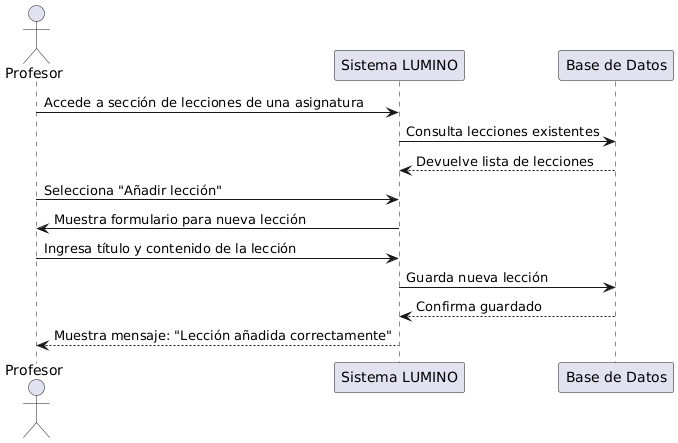 Profesor
Sistema LUMINO
Base de Datos
Accede a sección de lecciones de una asignatura
Consulta lecciones existentes
Devuelve lista de lecciones
Selecciona "Añadir lección"
Muestra formulario para nueva lección
Ingresa título y contenido de la lección
Guarda nueva lección
Confirma guardado
Muestra mensaje: "Lección añadida correctamente"
Profesor
Sistema LUMINO
Base de Datos